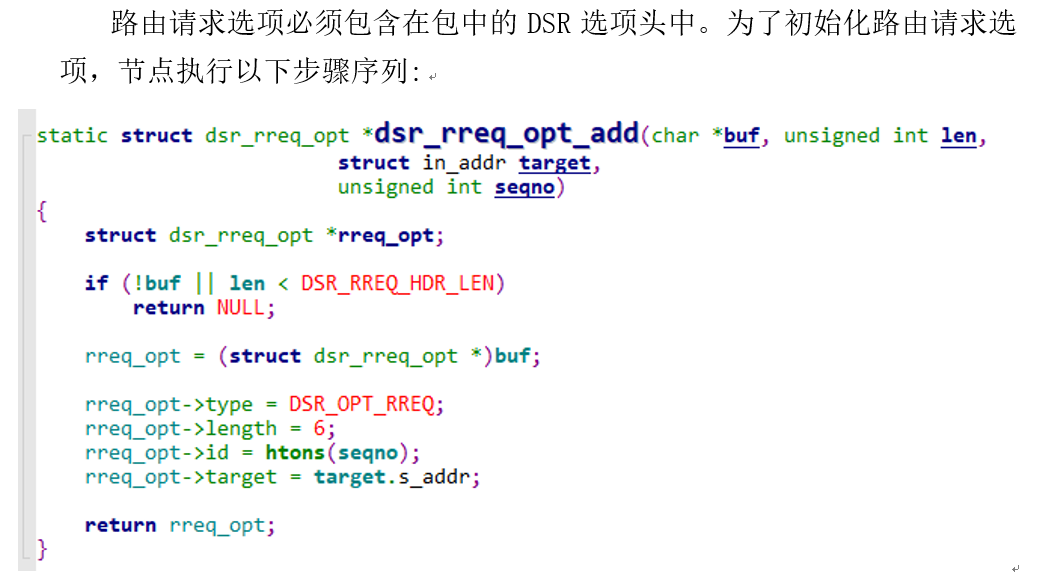 路由请求选项必须包含在包中的 DSR 选项头中。为了初始化路由请求选
项，节点执行以下步骤序列:
static struct dsr_rreq_opt *dsr_rreq_opt_add(char *buf, unsigned int len,
struct in_addr target,
unsigned int seqno)
{
struct dsr_rreq_opt *rreq_opt;
if (!buf || len < DSR_RREQ_HDR_LEN)
return NULL;
rreq_opt = (struct dsr_rreq_opt *)buf;
rreq_opt->type = DSR_OPT_RREQ;
rreq_opt->length = 6;
rreq_opt->id = htons(seqno);
rreq_opt->target = target.s_addr;
return rreq_opt;
}